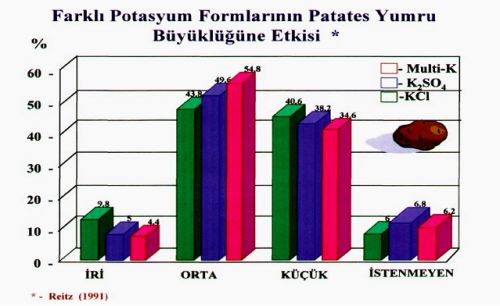 Farklı Potasyum Formlarının Patates Yumru
Büyüklüğüne Etkisi *
%
60 -
50 -
40 -
30 -
20 -
10 -
0 -
- Multi-K
- K₂SO₄
-KCl
9,8
5
4,4
43,8
49,6
54,8
40,6
38,2
34,6
6
6,8
6,2
İRİ ORTA KÜÇÜK İSTENMEYEN
* - Reitz (1991)